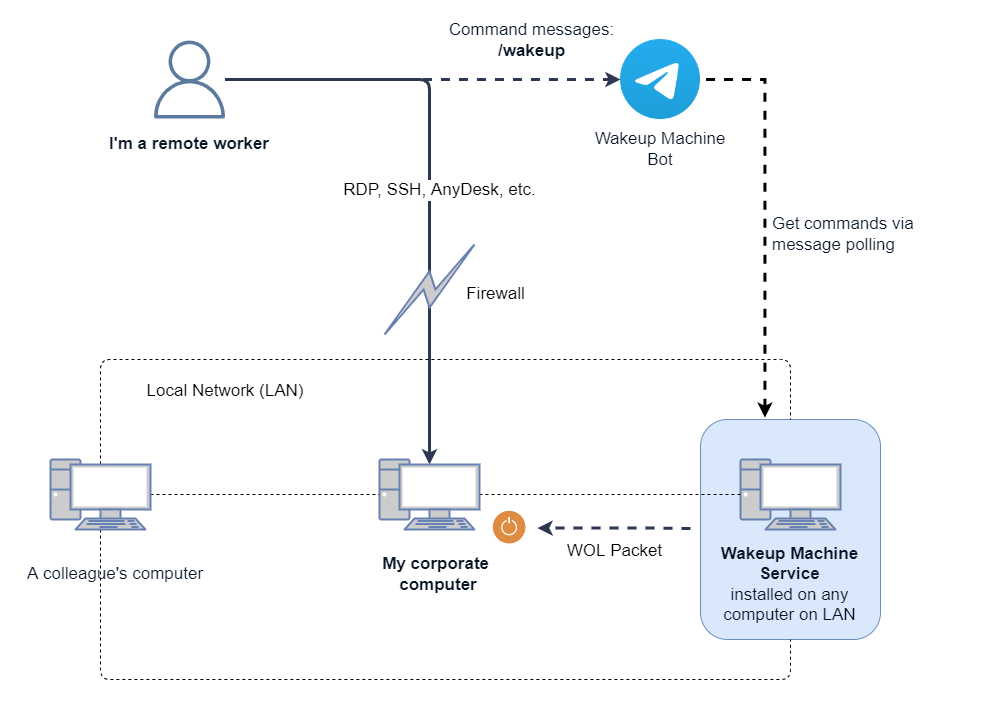 Command messages:
/wakeup
I'm a remote worker
Wakeup Machine
Bot
RDP, SSH, AnyDesk, etc.
Get commands via
message polling
Firewall
Local Network (LAN)
WOL Packet
A colleague's computer
My corporate
computer
Wakeup Machine
Service
installed on any
computer on LAN